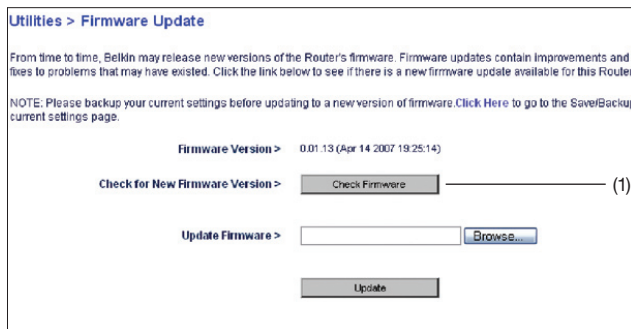 Utilities > Firmware Update
From time to time, Belkin may release new versions of the Router's firmware. Firmware updates contain improvements and
fixes to problems that may have existed. Click the link below to see if there is a new firmware update available for this Router
NOTE: Please backup your current settings before updating to a new version of firmware.Click Here to go to the Save/Backup
current settings page.
Firmware Version > 0.01.13 (Apr 14 2007 19:25:14)
Check for New Firmware Version > Check Firmware (1)
Update Firmware > Browse...
Update